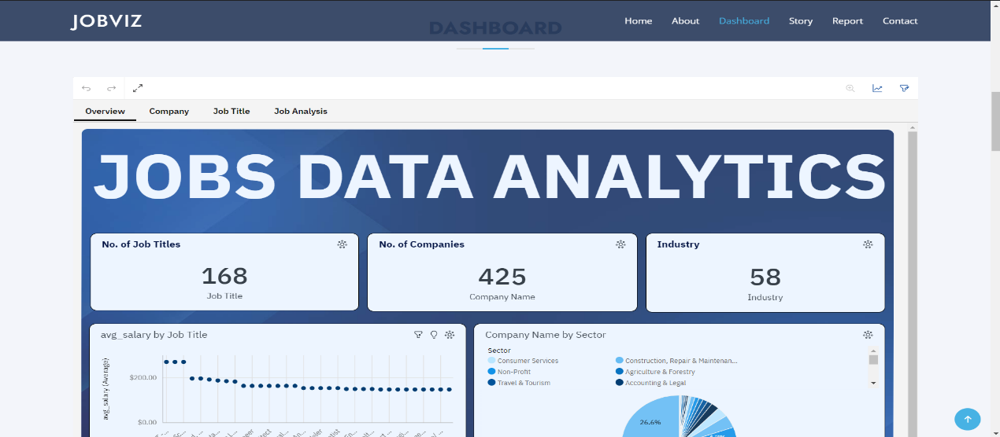 JOBVIZ
Home About Dashboard Story Report Contact
DASHBOARD
Overview Company Job Title Job Analysis
JOBS DATA ANALYTICS
No. of Job Titles
168
Job Title
No. of Companies
425
Company Name
Industry
58
Industry
avg_salary by Job Title
avg_salary (Average)
$200.00
$0.00
Company Name by Sector
Sector
Consumer Services
Construction, Repair & Maintenan...
Non-Profit
Agriculture & Forestry
Travel & Tourism
Accounting & Legal
26.6%